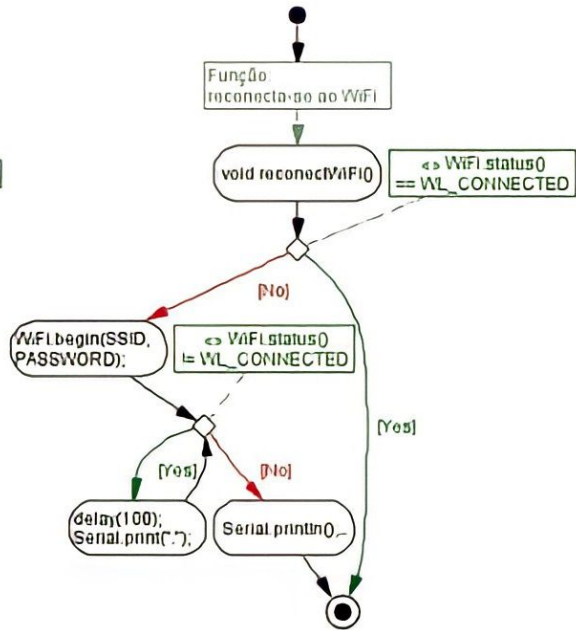 Função:
reconecta-se ao WiFi
void reconectWiFi()
<> WiFi.status()
== WL_CONNECTED
[No]
WiFi.begin(SSID,
PASSWORD);
<> WiFi.status()
!= WL_CONNECTED
[Yes]
[Yes]
[No]
delay(100);
Serial.print(".");
Serial.println()